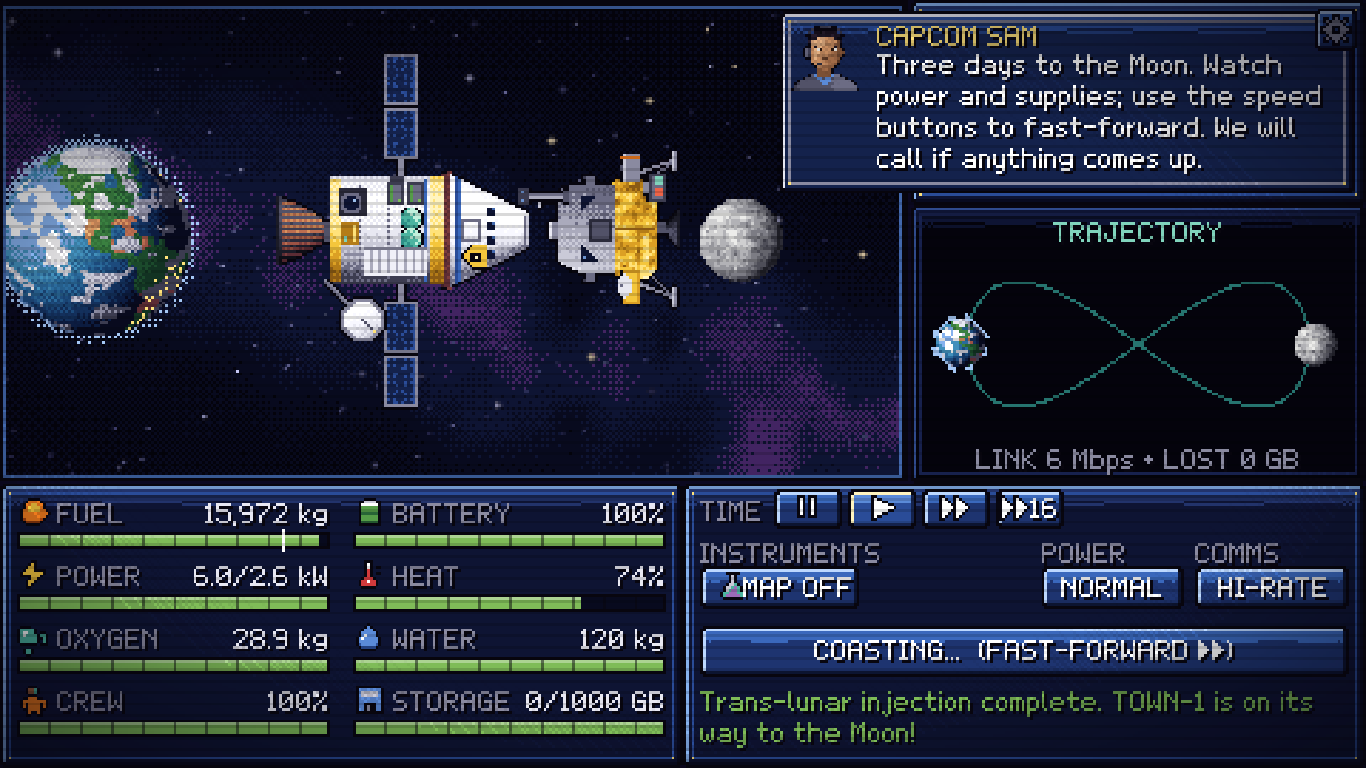 CAPCOM SAM
Three days to the Moon. Watch
power and supplies; use the speed
buttons to fast-forward. We will
call if anything comes up.
TRAJECTORY
LINK 6 Mbps + LOST 0 GB
FUEL 15,972 kg
BATTERY 100%
POWER 6.0/2.6 kW
HEAT 74%
OXYGEN 28.9 kg
WATER 120 kg
CREW 100%
STORAGE 0/1000 GB
TIME 16
INSTRUMENTS POWER COMMS
MAP OFF NORMAL HI-RATE
COASTING... (FAST-FORWARD)
Trans-lunar injection complete. TOWN-1 is on its
way to the Moon!